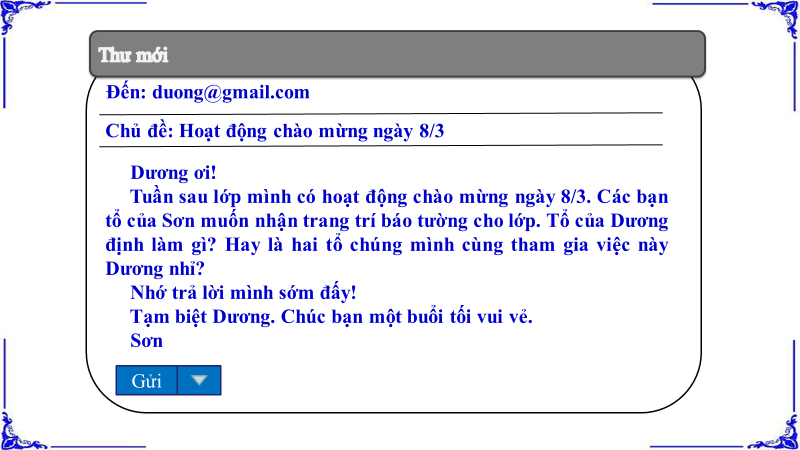 Thư mới
Đến: duong@gmail.com
Chủ đề: Hoạt động chào mừng ngày 8/3
Dương ơi!
Tuần sau lớp mình có hoạt động chào mừng ngày 8/3. Các bạn
tổ của Sơn muốn nhận trang trí báo tường cho lớp. Tổ của Dương
định làm gì? Hay là hai tổ chúng mình cùng tham gia việc này
Dương nhỉ?
Nhớ trả lời mình sớm đấy!
Tạm biệt Dương. Chúc bạn một buổi tối vui vẻ.
Sơn
Gửi